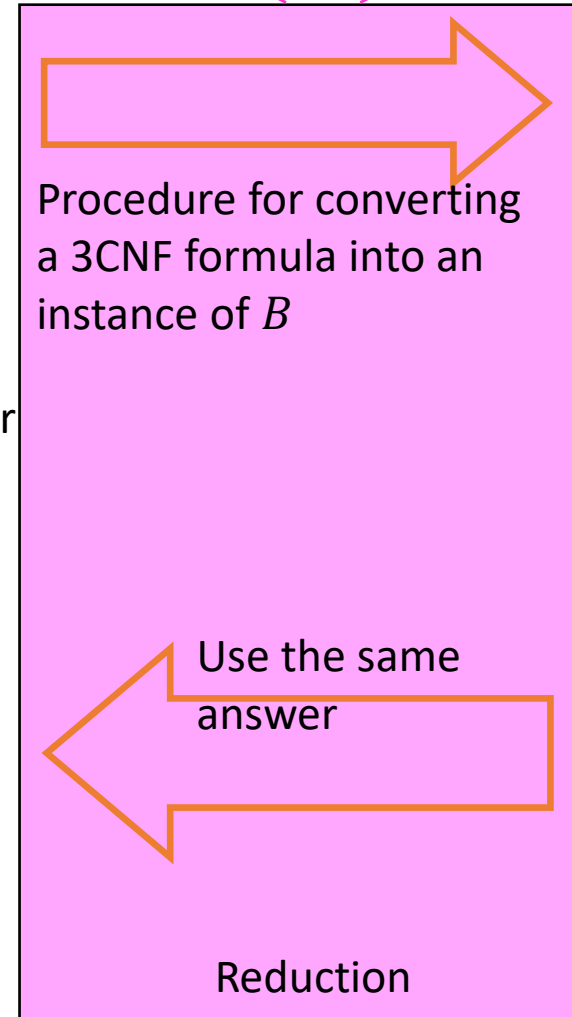 Procedure for converting
a 3CNF formula into an
instance of B
r
Use the same
answer
Reduction